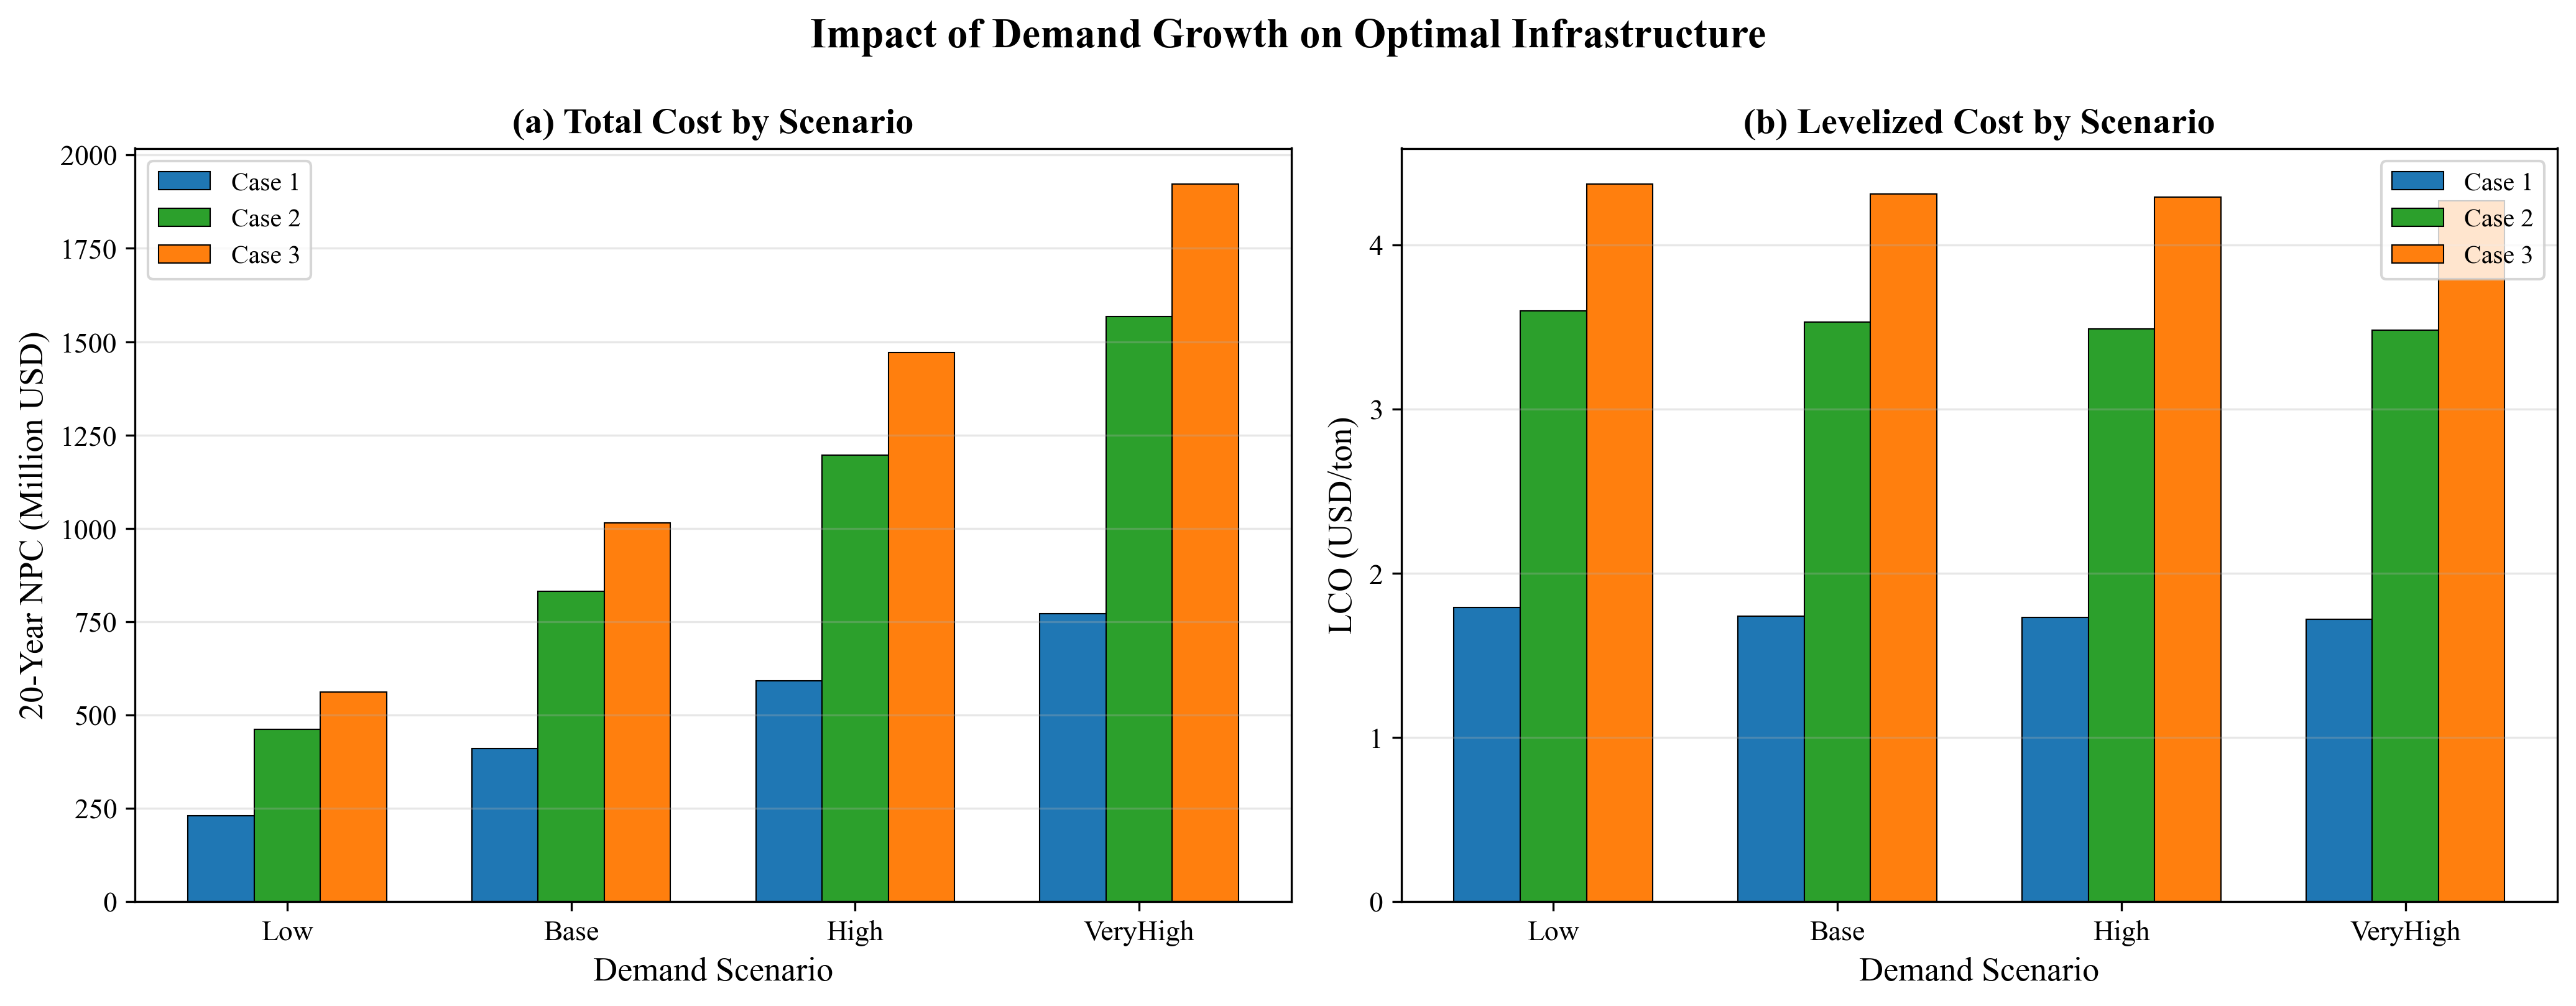 Impact of Demand Growth on Optimal Infrastructure
(a) Total Cost by Scenario
2000
1750
1500
1250
1000
750
500
250
0
20-Year NPC (Million USD)
Case 1
Case 2
Case 3
Low
Base
High
VeryHigh
Demand Scenario
(b) Levelized Cost by Scenario
4
3
2
1
0
LCO (USD/ton)
Case 1
Case 2
Case 3
Low
Base
High
VeryHigh
Demand Scenario